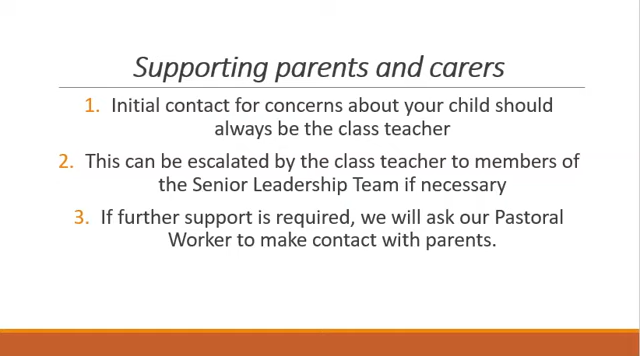 Supporting parents and carers
1. Initial contact for concerns about your child should
always be the class teacher
2. This can be escalated by the class teacher to members of
the Senior Leadership Team if necessary
3. If further support is required, we will ask our Pastoral
Worker to make contact with parents.